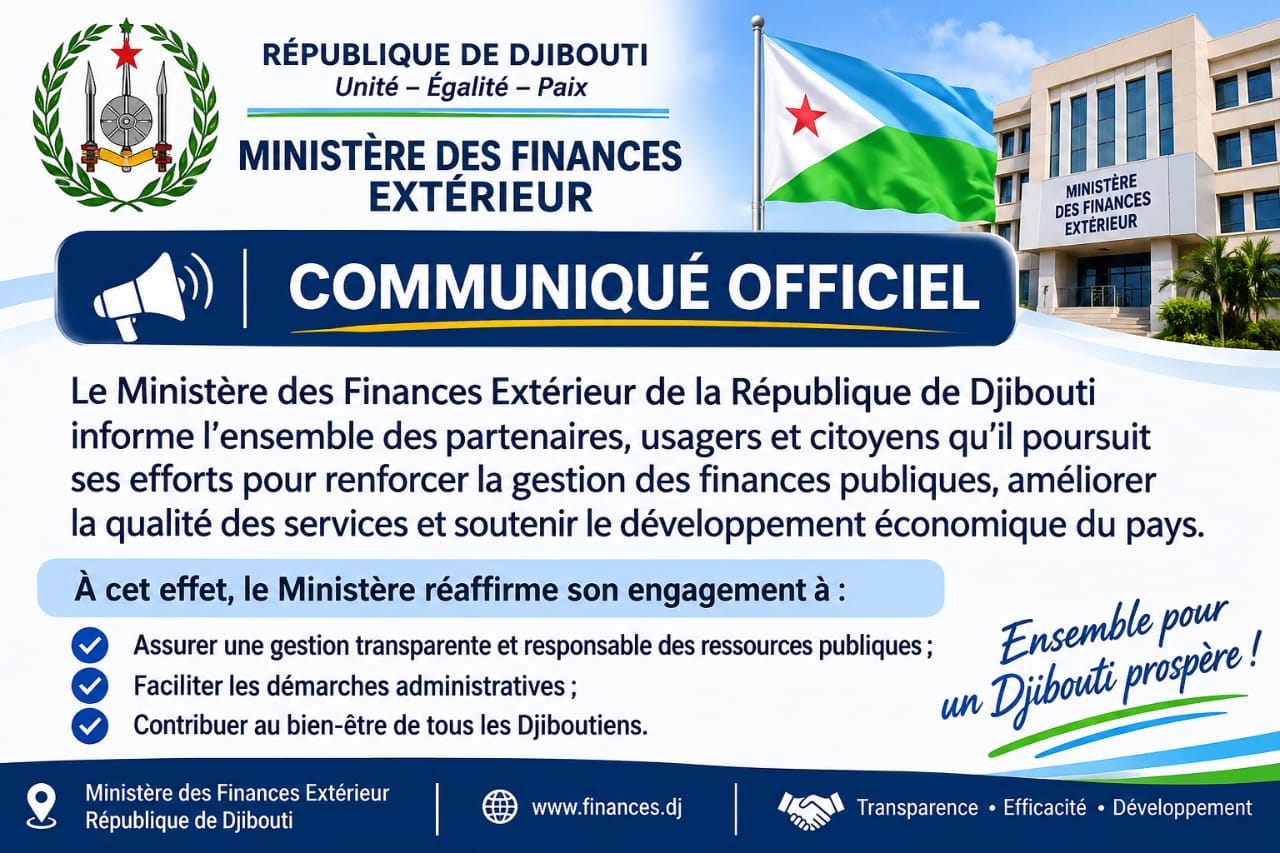 RÉPUBLIQUE DE DJIBOUTI
Unité – Égalité – Paix
MINISTÈRE DES FINANCES
EXTÉRIEUR
MINISTÈRE
DES FINANCES
EXTÉRIEUR
COMMUNIQUÉ OFFICIEL
Le Ministère des Finances Extérieur de la République de Djibouti
informe l’ensemble des partenaires, usagers et citoyens qu’il poursuit
ses efforts pour renforcer la gestion des finances publiques, améliorer
la qualité des services et soutenir le développement économique du pays.
À cet effet, le Ministère réaffirme son engagement à :
Assurer une gestion transparente et responsable des ressources publiques ;
Faciliter les démarches administratives ;
Contribuer au bien-être de tous les Djiboutiens.
Ensemble pour
un Djibouti prospère !
Ministère des Finances Extérieur
République de Djibouti
www.finances.dj
Transparence • Efficacité • Développement